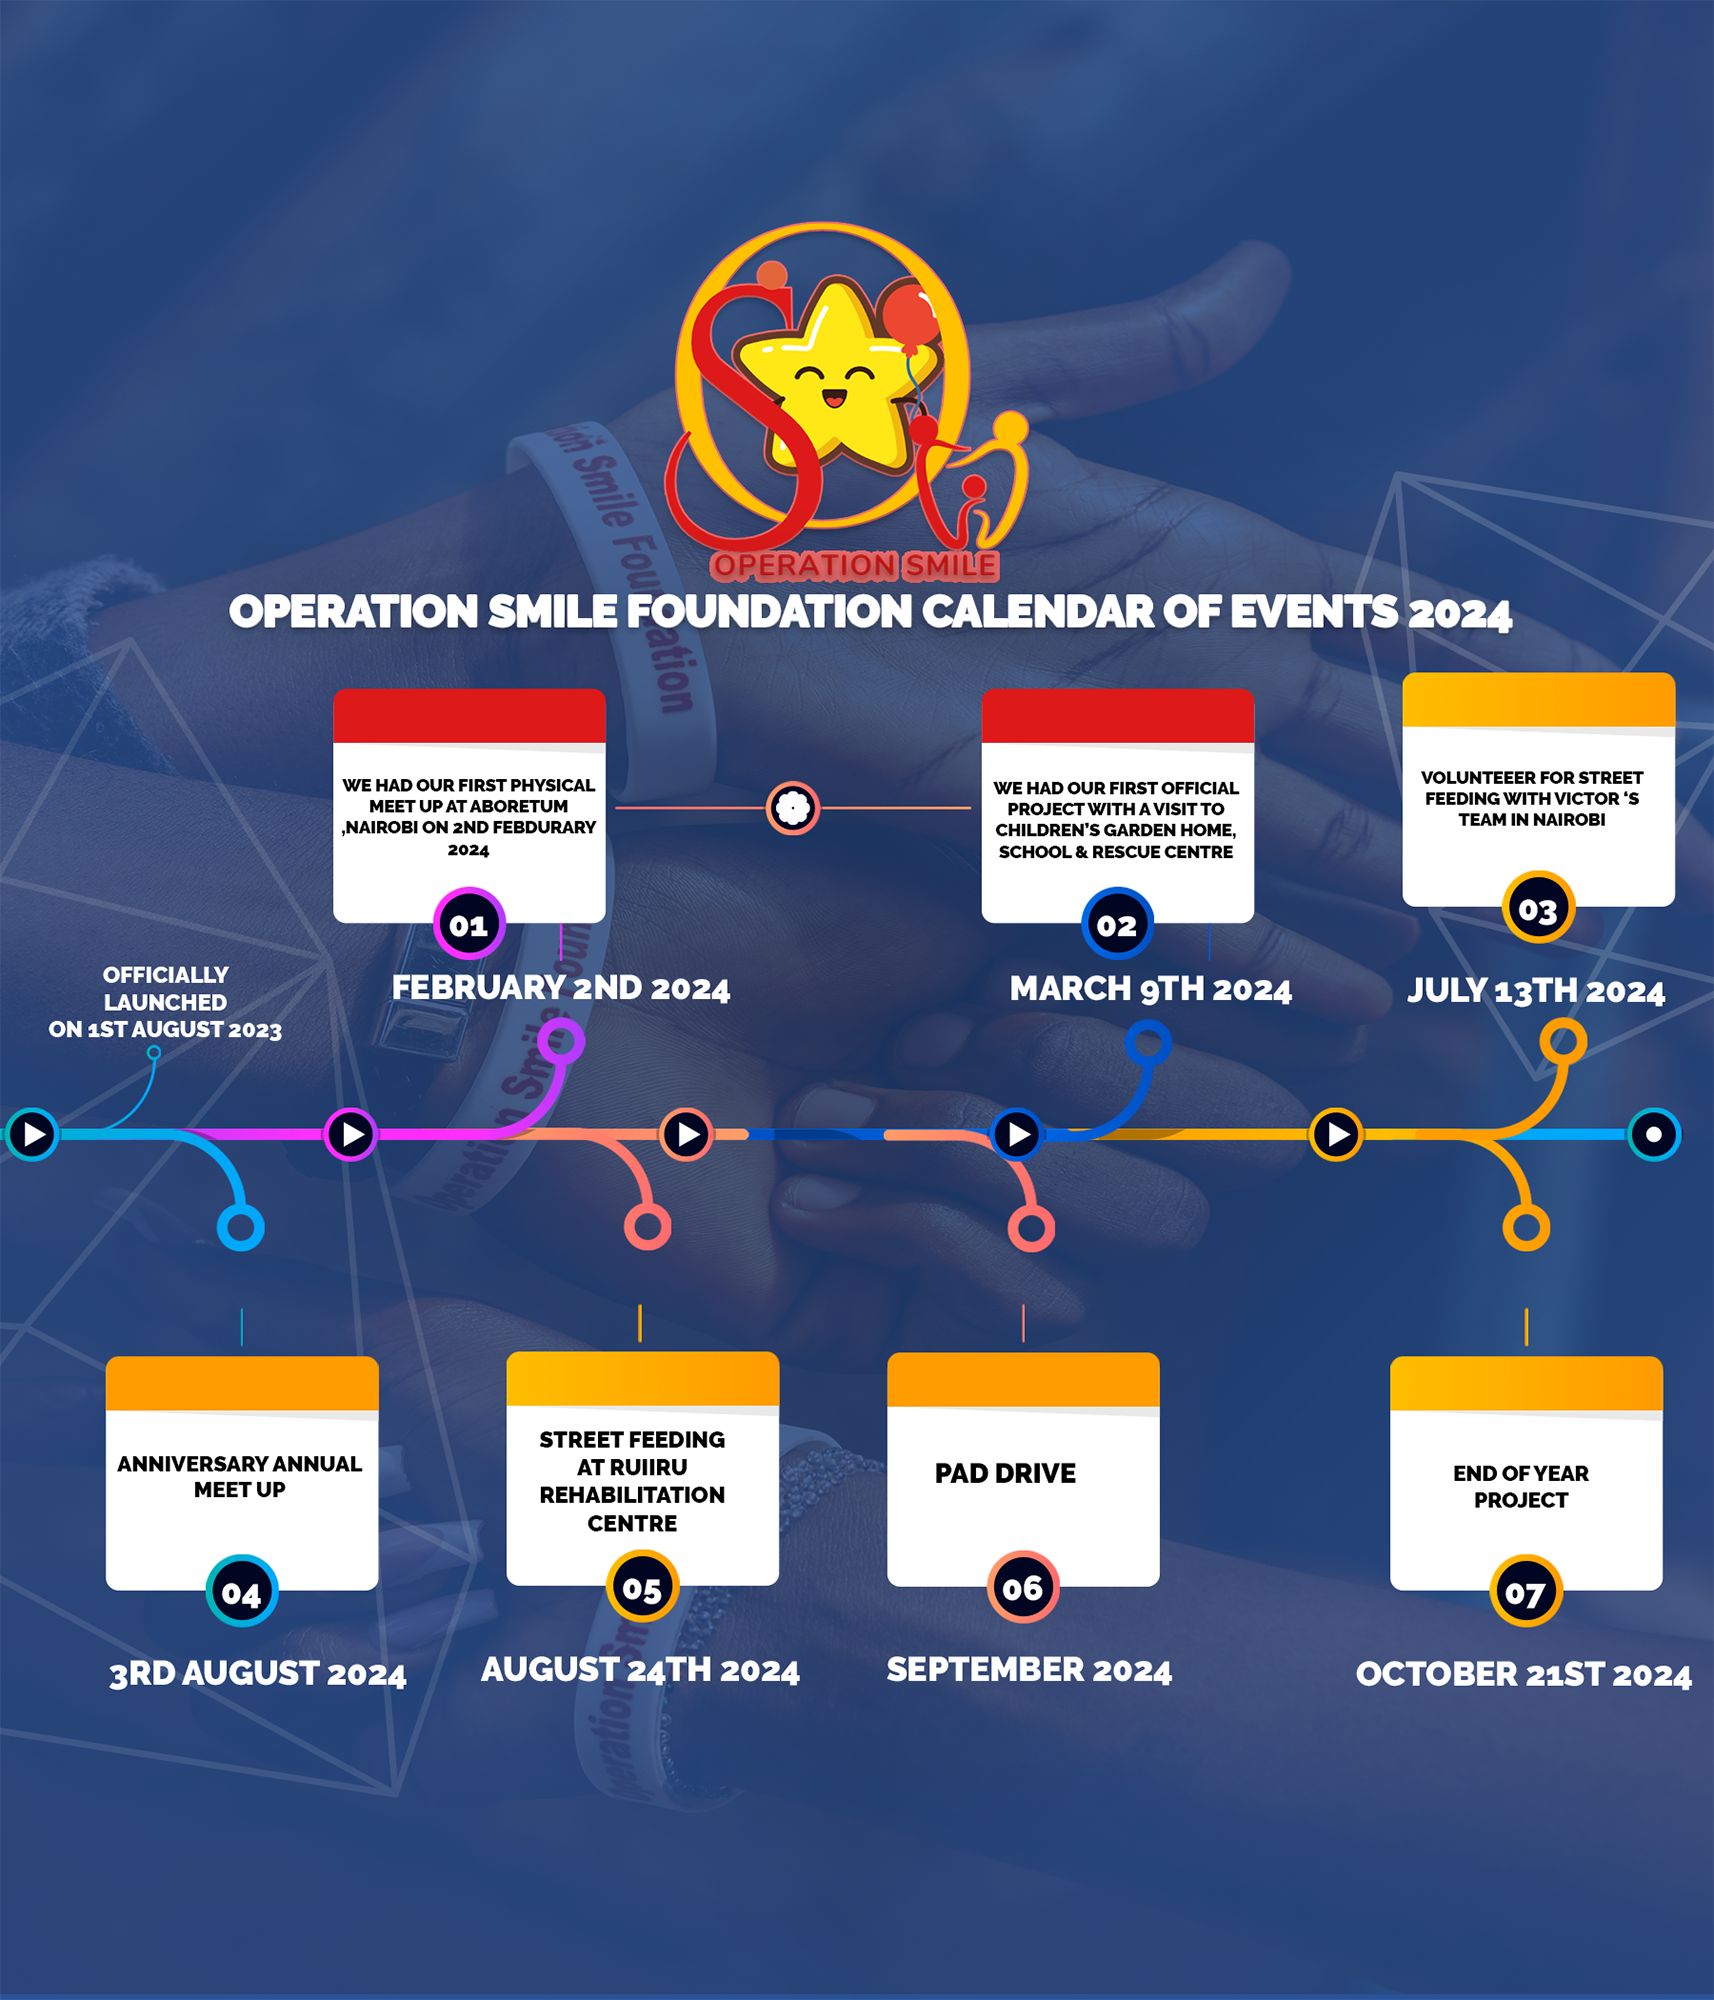 OPERATION SMILE
OPERATION SMILE FOUNDATION CALENDAR OF EVENTS 2024
WE HAD OUR FIRST PHYSICAL
MEET UP AT ABORETUM
,NAIROBI ON 2ND FEBDURARY
2024
01
FEBRUARY 2ND 2024
WE HAD OUR FIRST OFFICIAL
PROJECT WITH A VISIT TO
CHILDREN'S GARDEN HOME,
SCHOOL & RESCUE CENTRE
02
MARCH 9TH 2024
VOLUNTEEER FOR STREET
FEEDING WITH VICTOR ‘S
TEAM IN NAIROBI
03
JULY 13TH 2024
OFFICIALLY
LAUNCHED
ON 1ST AUGUST 2023
ANNIVERSARY ANNUAL
MEET UP
04
3RD AUGUST 2024
STREET FEEDING
AT RUIIRU
REHABILITATION
CENTRE
05
AUGUST 24TH 2024
PAD DRIVE
06
SEPTEMBER 2024
END OF YEAR
PROJECT
07
OCTOBER 21ST 2024
Smile Foundation